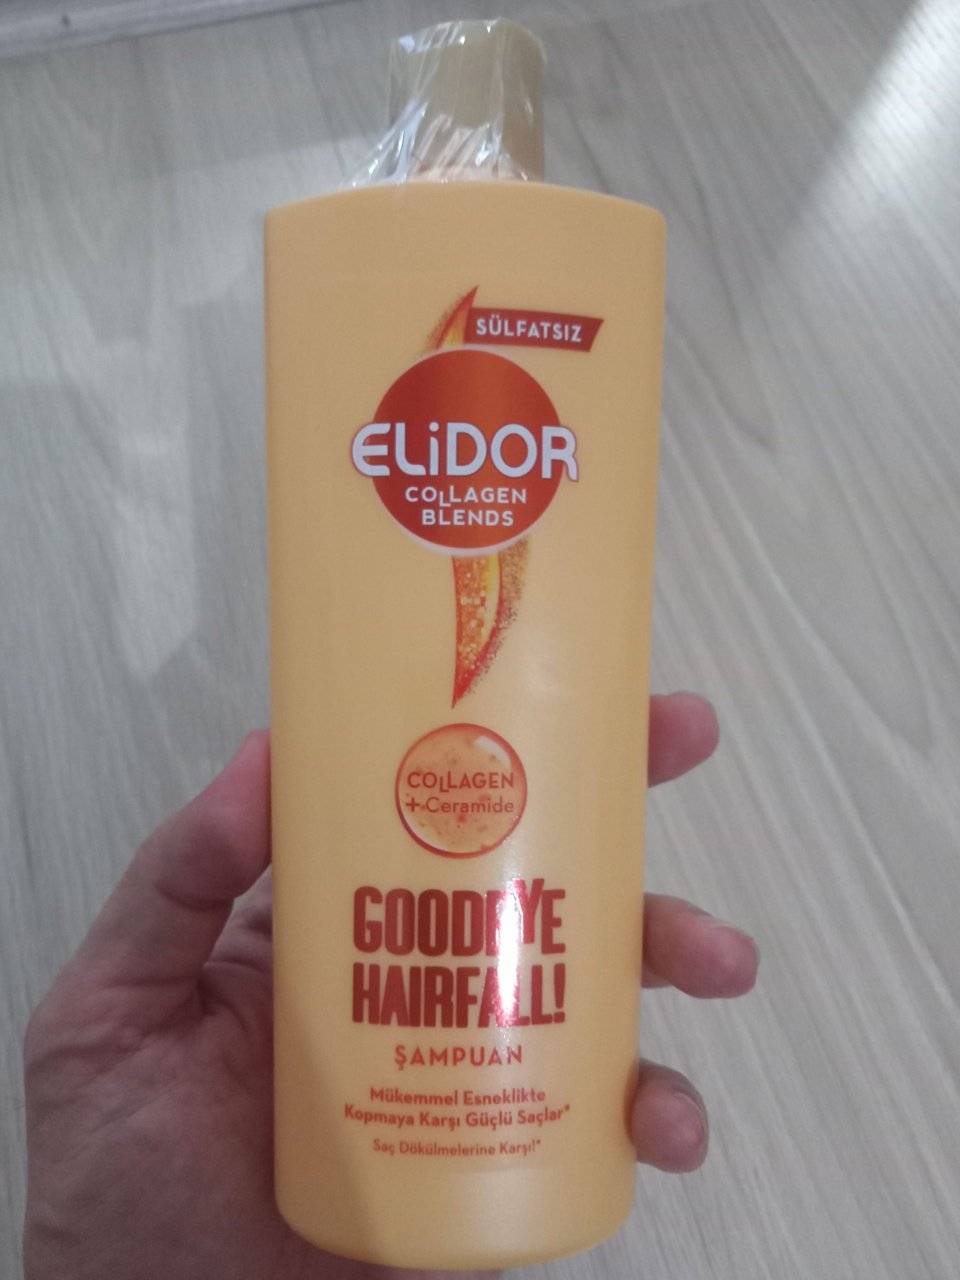 SÜLFATSIZ
ELiDOR
COLLAGEN
BLENDS
COLLAGEN
+Ceramide
GOODBYE
HAIRFALL!
ŞAMPUAN
Mükemmel Esneklikte
Kopmaya Karşı Güçlü Saçlar*
Saç Dökülmelerine Karşı!*